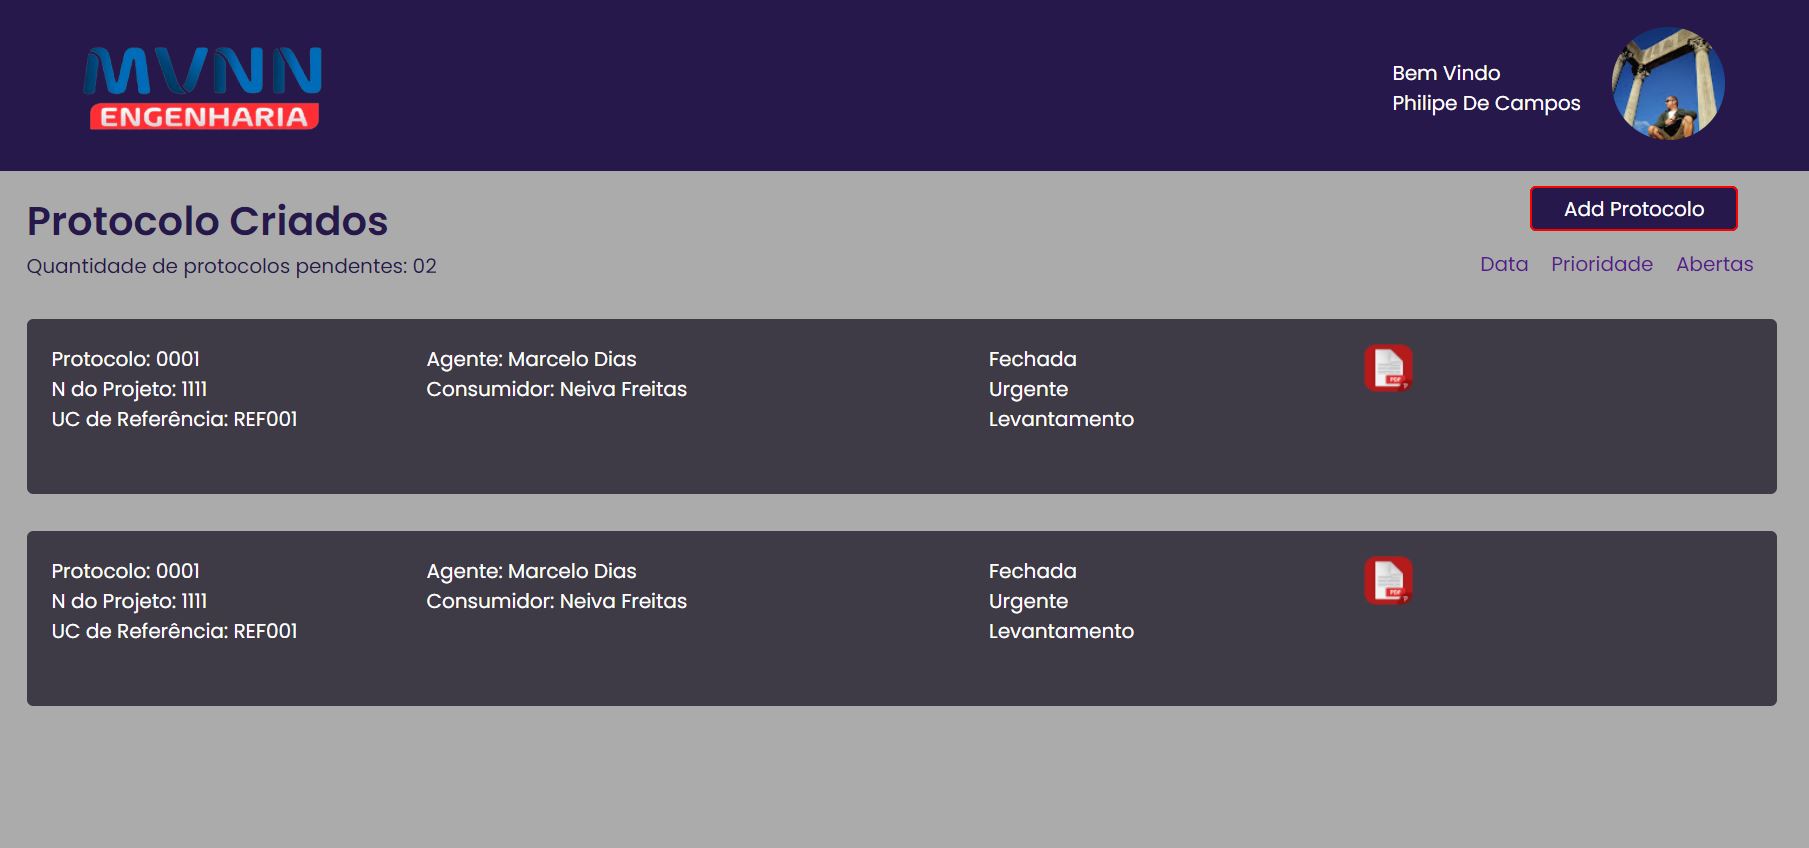 MVNN
ENGENHARIA
Bem Vindo
Philipe De Campos
Protocolo Criados
Add Protocolo
Quantidade de protocolos pendentes: 02
Data Prioridade Abertas
Protocolo: 0001
N do Projeto: 1111
UC de Referência: REF001
Agente: Marcelo Dias
Consumidor: Neiva Freitas
Fechada
Urgente
Levantamento
PDF
Protocolo: 0001
N do Projeto: 1111
UC de Referência: REF001
Agente: Marcelo Dias
Consumidor: Neiva Freitas
Fechada
Urgente
Levantamento
PDF